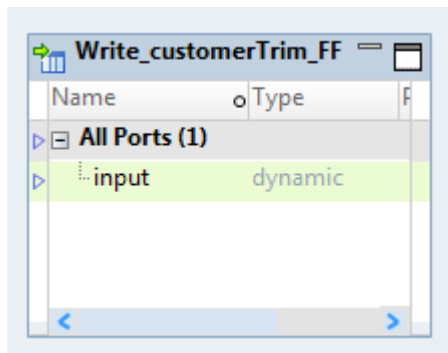 Write_customerTrim_FF
Name Type
All Ports (1)
input dynamic